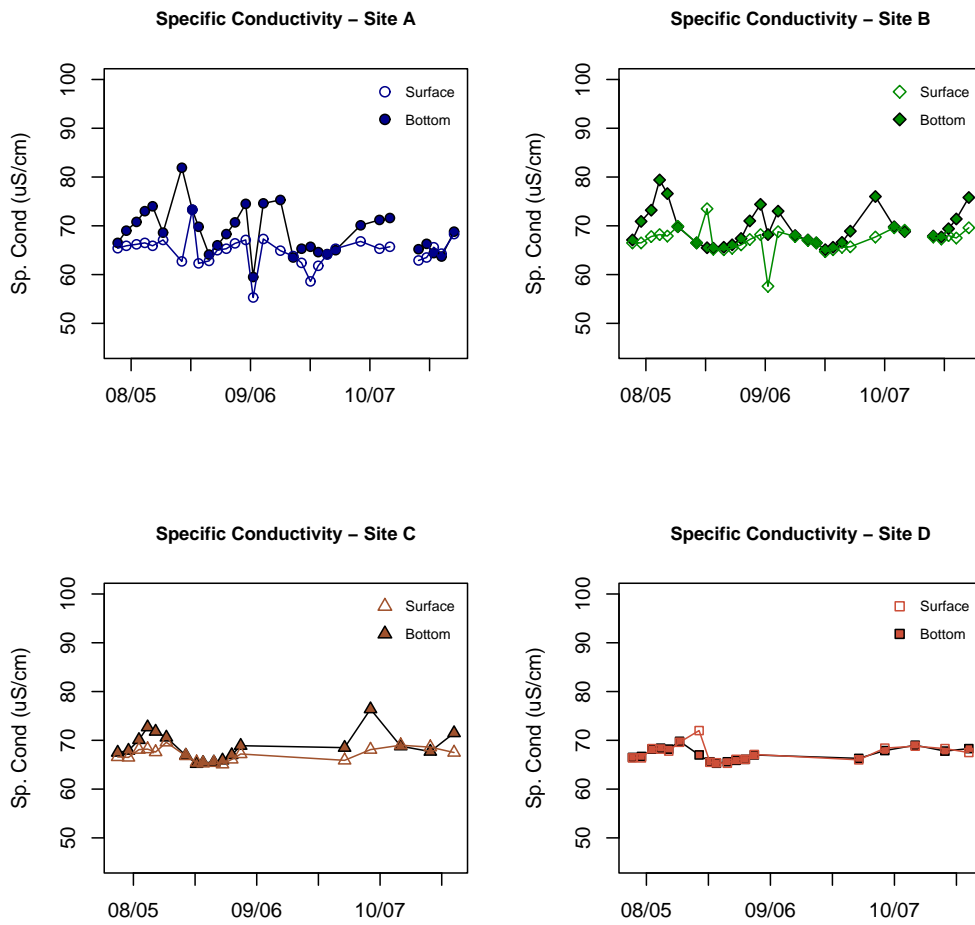 Specific Conductivity – Site A
Sp. Cond (uS/cm)
100
90
80
70
60
50
Surface
Bottom
08/05
09/06
10/07
Specific Conductivity – Site B
Sp. Cond (uS/cm)
100
90
80
70
60
50
Surface
Bottom
08/05
09/06
10/07
Specific Conductivity – Site C
Sp. Cond (uS/cm)
100
90
80
70
60
50
Surface
Bottom
08/05
09/06
10/07
Specific Conductivity – Site D
Sp. Cond (uS/cm)
100
90
80
70
60
50
Surface
Bottom
08/05
09/06
10/07